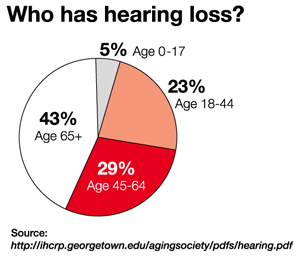 Who has hearing loss?
5% Age 0-17
23%
Age 18-44
43%
Age 65+
29%
Age 45-64
Source:
http://ihcrp.georgetown.edu/agingsociety/pdfs/hearing.pdf